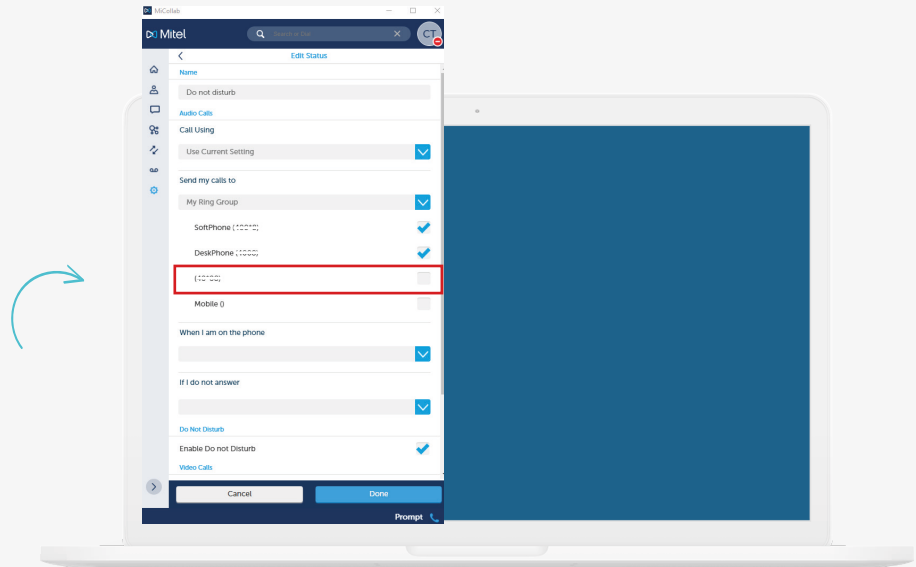 MiCollab
Mitel
Search or Dial
CT
Edit Status
Name
Do not disturb
Audio Calls
Call Using
Use Current Setting
Send my calls to
My Ring Group
SoftPhone (
DeskPhone (
Mobile ()
When I am on the phone
If I do not answer
Do Not Disturb
Enable Do not Disturb
Video Calls
Cancel
Done
Prompt